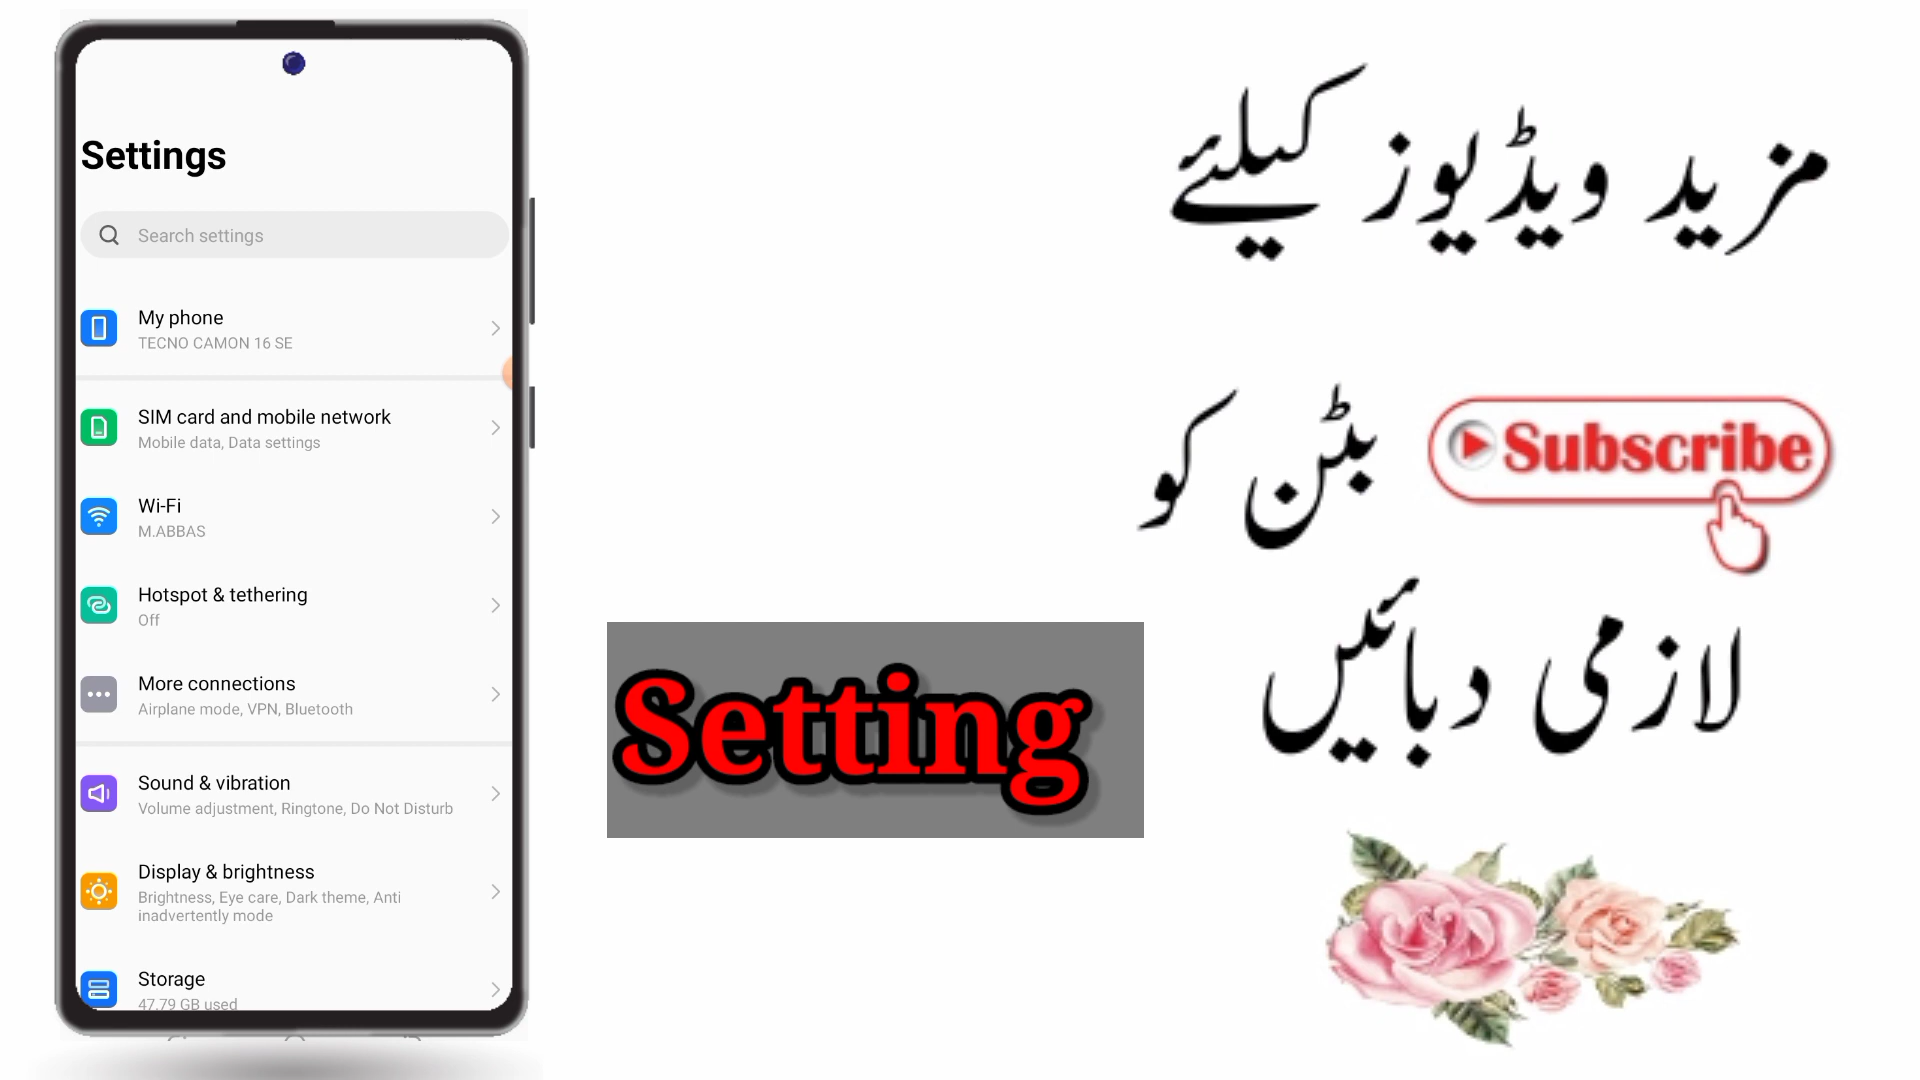 Settings
Search settings
My phone
TECNO CAMON 16 SE
SIM card and mobile network
Mobile data, Data settings
Wi-Fi
M.ABBAS
Hotspot & tethering
Off
More connections
Airplane mode, VPN, Bluetooth
Sound & vibration
Volume adjustment, Ringtone, Do Not Disturb
Display & brightness
Brightness, Eye care, Dark theme, Anti
inadvertently mode
Storage
47.79 GB used
Setting
مزید ویڈیوز کیلئے
Subscribe بٹن کو
لازمی دبائیں